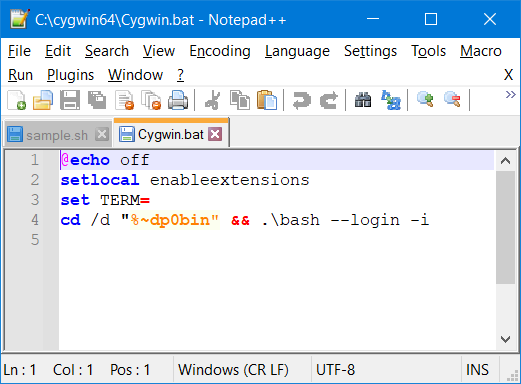 C:\cygwin64\Cygwin.bat - Notepad++
File Edit Search View Encoding Language Settings Tools Macro
Run Plugins Window ? X
sample.sh Cygwin.bat
1 @echo off
2 setlocal enableextensions
3 set TERM=
4 cd /d "%~dp0bin" && .\bash --login -i
5
Ln : 1 Col : 1 Pos : 1 Windows (CR LF) UTF-8 INS